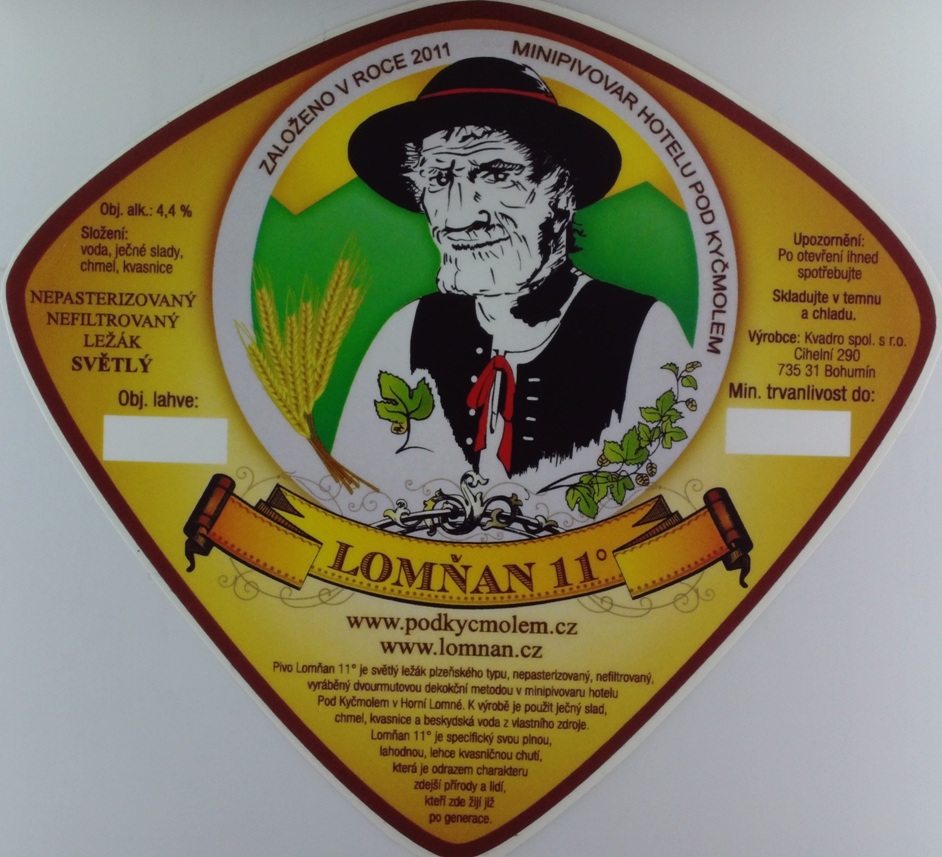 ZALOŽENO V ROCE 2011
MINIPIVOVAR HOTELU POD KYČMOLEM
Obj. alk.: 4,4 %
Složení:
voda, ječné slady,
chmel, kvasnice
NEPASTERIZOVANÝ
NEFILTROVANÝ
LEŽÁK
SVĚTLÝ
Obj. lahve:
Upozornění:
Po otevření ihned
spotřebujte
Skladujte v temnu
a chladu.
Výrobce: Kvadro spol. s r.o.
Cihelní 290
735 31 Bohumín
Min. trvanlivost do:
LOMŇAN 11°
www.podkycmolem.cz
www.lomnan.cz
Pivo Lomňan 11° je světlý ležák plzeňského typu, nepasterizovaný, nefiltrovaný,
vyráběný dvourmutovou dekokční metodou v minipivovaru hotelu
Pod Kyčmolem v Horní Lomné. K výrobě je použit ječný slad,
chmel, kvasnice a beskydská voda z vlastního zdroje.
Lomňan 11° je specifický svou plnou,
lahodnou, lehce kvasničnou chutí,
která je odrazem charakteru
zdejší přírody a lidí,
kteří zde žijí již
po generace.